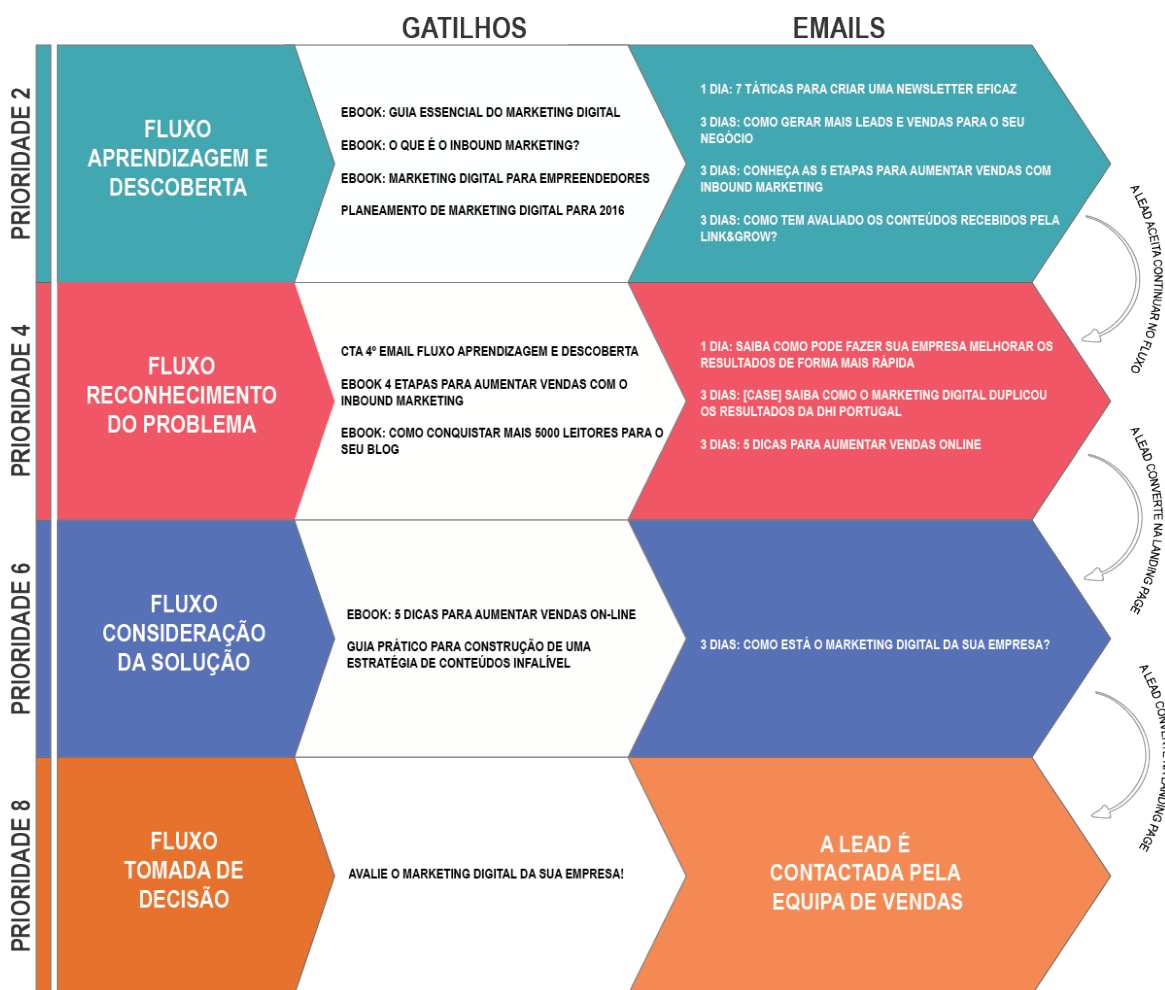 GATILHOS
EMAILS
PRIORIDADE 2
FLUXO
APRENDIZAGEM E
DESCOBERTA
EBOOK: GUIA ESSENCIAL DO MARKETING DIGITAL
EBOOK: O QUE É O INBOUND MARKETING?
EBOOK: MARKETING DIGITAL PARA EMPREENDEDORES
PLANEAMENTO DE MARKETING DIGITAL PARA 2016
1 DIA: 7 TÁTICAS PARA CRIAR UMA NEWSLETTER EFICAZ
3 DIAS: COMO GERAR MAIS LEADS E VENDAS PARA O SEU
NEGÓCIO
3 DIAS: CONHEÇA AS 5 ETAPAS PARA AUMENTAR VENDAS COM
INBOUND MARKETING
3 DIAS: COMO TEM AVALIADO OS CONTEÚDOS RECEBIDOS PELA
LINK&GROW?
A LEAD ACEITA CONTINUAR NO FLUXO
PRIORIDADE 4
FLUXO
RECONHECIMENTO
DO PROBLEMA
CTA 4º EMAIL FLUXO APRENDIZAGEM E DESCOBERTA
EBOOK 4 ETAPAS PARA AUMENTAR VENDAS COM O
INBOUND MARKETING
EBOOK: COMO CONQUISTAR MAIS 5000 LEITORES PARA O
SEU BLOG
1 DIA: SAIBA COMO PODE FAZER SUA EMPRESA MELHORAR OS
RESULTADOS DE FORMA MAIS RÁPIDA
3 DIAS: [CASE] SAIBA COMO O MARKETING DIGITAL DUPLICOU
OS RESULTADOS DA DHI PORTUGAL
3 DIAS: 5 DICAS PARA AUMENTAR VENDAS ONLINE
A LEAD CONVERTE NA LANDING PAGE
PRIORIDADE 6
FLUXO
CONSIDERAÇÃO
DA SOLUÇÃO
EBOOK: 5 DICAS PARA AUMENTAR VENDAS ON-LINE
GUIA PRÁTICO PARA CONSTRUÇÃO DE UMA
ESTRATÉGIA DE CONTEÚDOS INFALÍVEL
3 DIAS: COMO ESTÁ O MARKETING DIGITAL DA SUA EMPRESA?
A LEAD CONVERTE NA LANDING PAGE
PRIORIDADE 8
FLUXO
TOMADA DE
DECISÃO
AVALIE O MARKETING DIGITAL DA SUA EMPRESA!
A LEAD É
CONTACTADA PELA
EQUIPA DE VENDAS